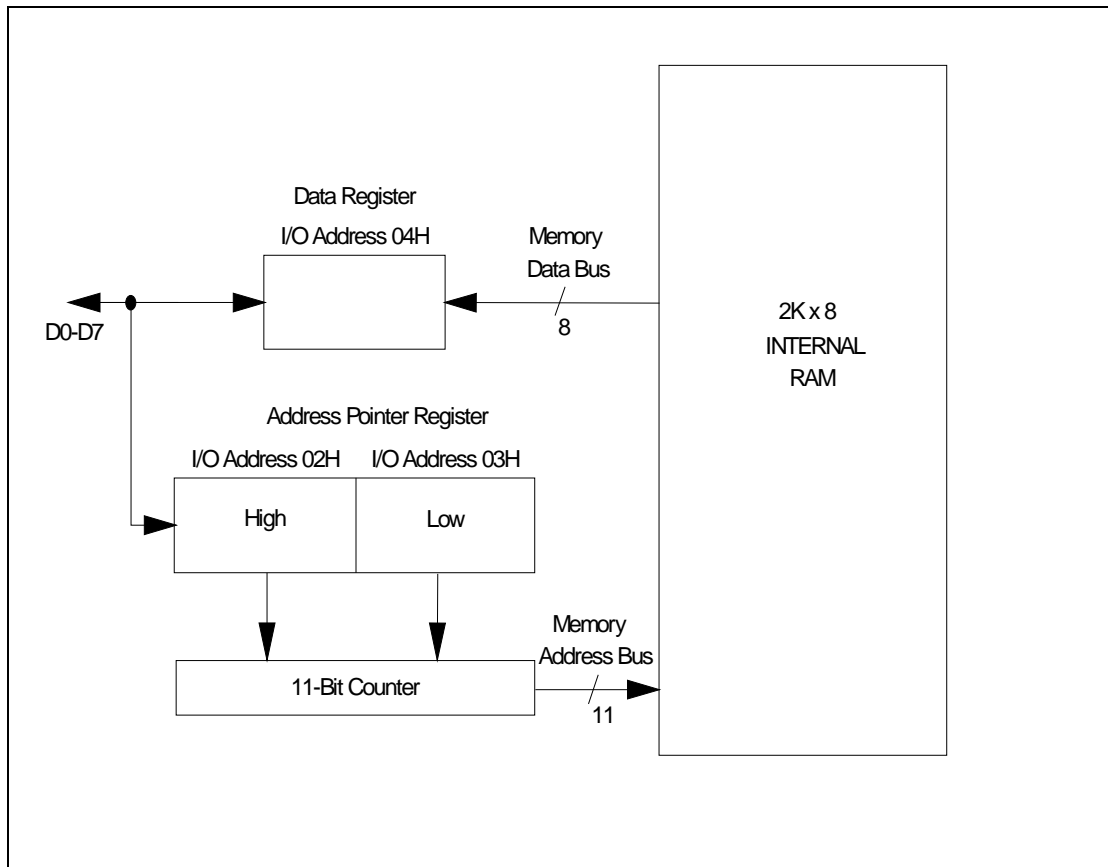 Data Register
I/O Address 04H
Memory
Data Bus
8
D0-D7
2K x 8
INTERNAL
RAM
Address Pointer Register
I/O Address 02H
I/O Address 03H
High
Low
Memory
Address Bus
11-Bit Counter
11